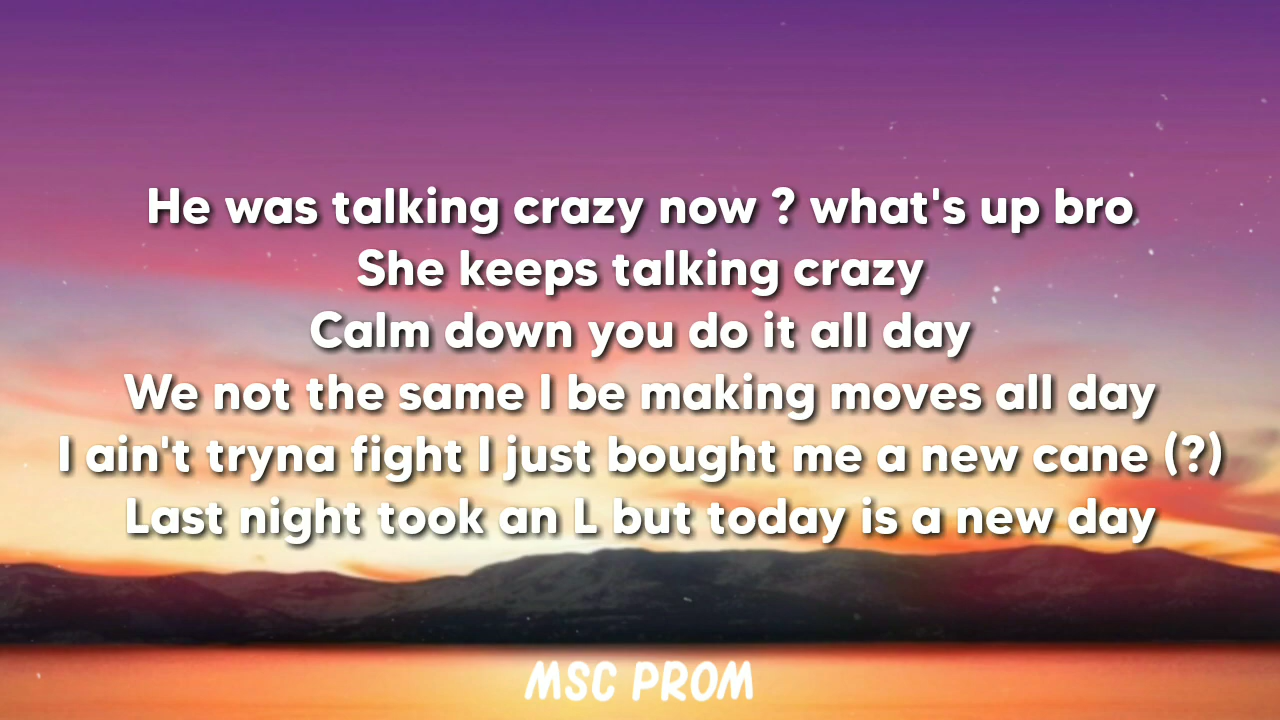 He was talking crazy now ? what's up bro
She keeps talking crazy
Calm down you do it all day
We not the same I be making moves all day
I ain't tryna fight I just bought me a new cane (?)
Last night took an L but today is a new day
MSC PROM